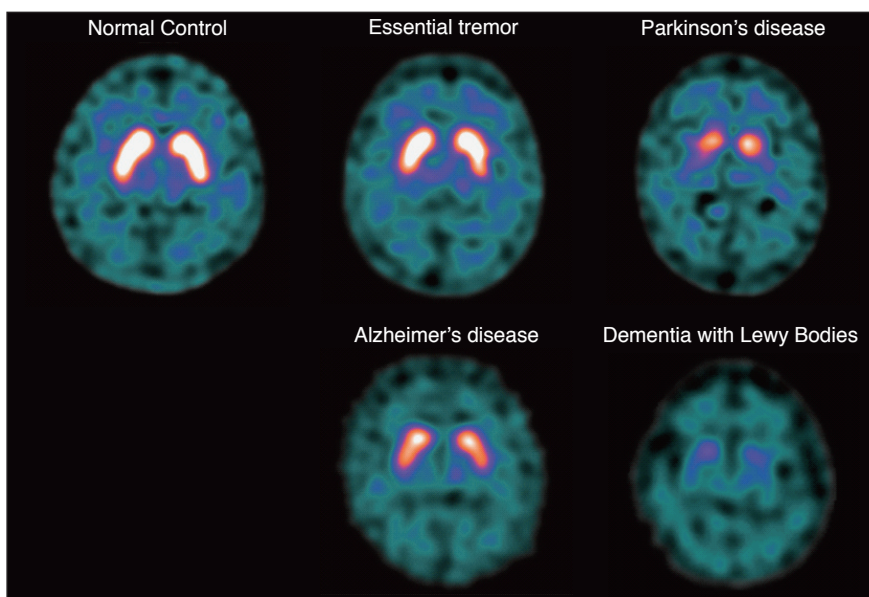 Normal Control
Essential tremor
Parkinson's disease
Alzheimer's disease
Dementia with Lewy Bodies